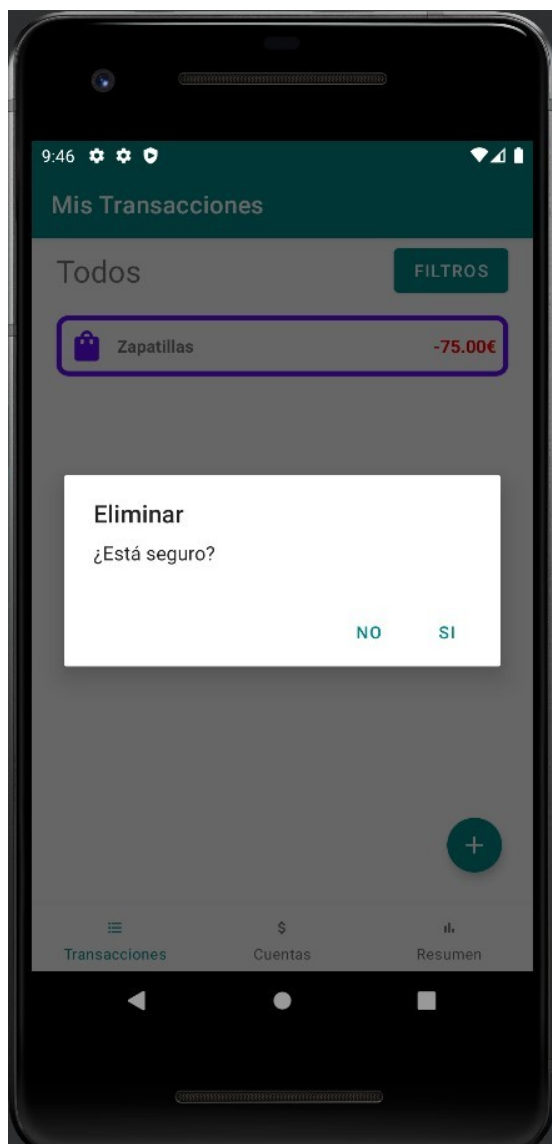 9:46
Mis Transacciones
Todos
FILTROS
Zapatillas -75.00€
Eliminar
¿Está seguro?
NO SI
Transacciones Cuentas Resumen